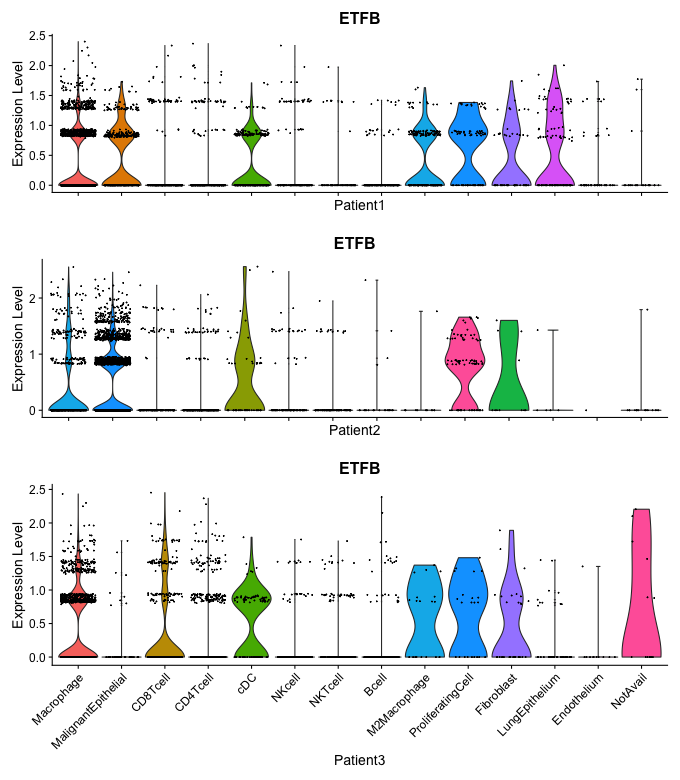 ETFB
Expression Level
2.5
2.0
1.5
1.0
0.5
0.0
Patient1
ETFB
Expression Level
2
1
0
Patient2
ETFB
Expression Level
2.5
2.0
1.5
1.0
0.5
0.0
Macrophage
MalignantEpithelial
CD8Tcell
CD4Tcell
cDC
NKcell
NKTcell
Bcell
M2Macrophage
ProliferatingCell
Fibroblast
LungEpithelium
Endothelium
NotAvail
Patient3